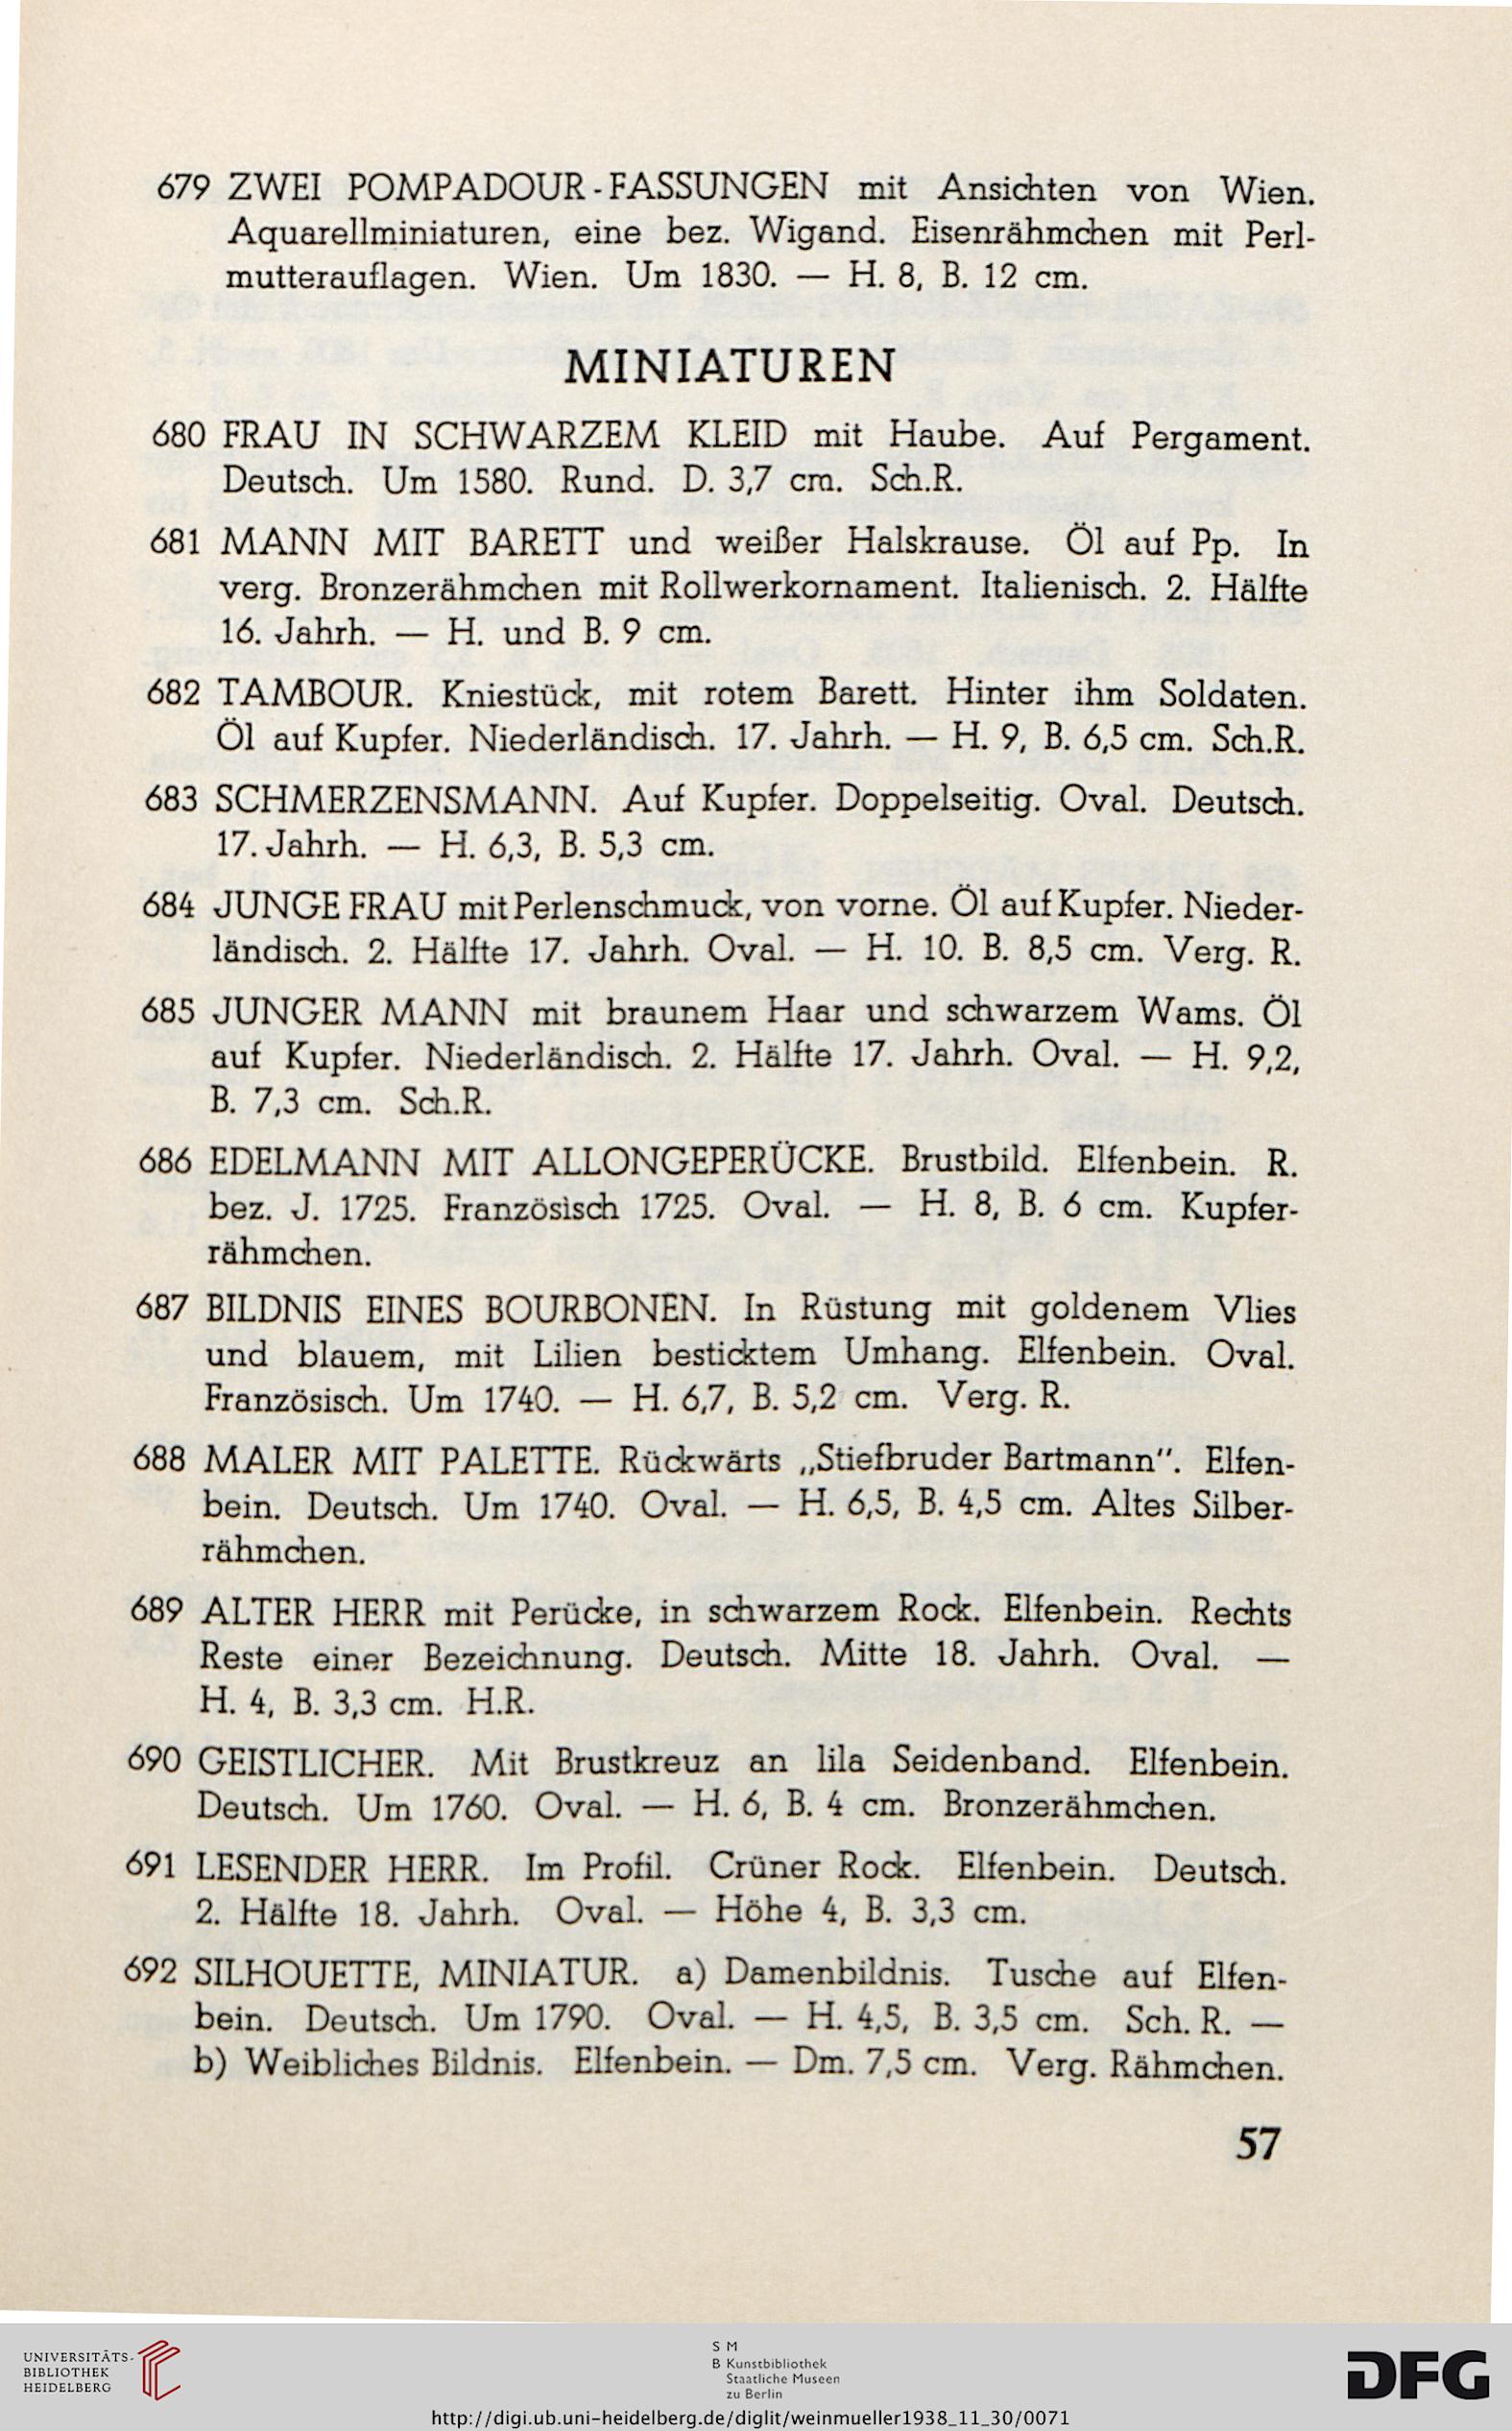 679 ZWEI POMPADOUR-FASSUNGEN mit Ansichten von Wien.
Aquarellminiaturen, eine bez. Wigand. Eisenrähmchen mit Perl-
mutterauflagen. Wien. Um 1830. — H. 8, B. 12 cm.
MINIATUREN
680 FRAU IN SCHWARZEM KLEID mit Haube. Auf Pergament.
Deutsch. Um 1580. Rund. D. 3,7 cm. Sch.R.
681 MANN MIT BARETT und weißer Halskrause. Öl auf Pp. In
verg. Bronzerähmchen mit Rollwerkornament. Italienisch. 2. Hälfte
16. Jahrh. — H. und B. 9 cm.
682 TAMBOUR. Kniestück, mit rotem Barett. Hinter ihm Soldaten.
Öl auf Kupfer. Niederländisch. 17. Jahrh. — H. 9, B. 6,5 cm. Sch.R.
683 SCHMERZENSMANN. Auf Kupfer. Doppelseitig. Oval. Deutsch.
17. Jahrh. — H. 6,3, B. 5,3 cm.
684 JUNGE FRAU mit Perlenschmuck, von vorne. Öl auf Kupfer. Nieder-
ländisch. 2. Hälfte 17. Jahrh. Oval. — H. 10. B. 8,5 cm. Verg. R.
685 JUNGER MANN mit braunem Haar und schwarzem Wams. Öl
auf Kupfer. Niederländisch. 2. Hälfte 17. Jahrh. Oval. — H. 9,2,
B. 7,3 cm. Sch.R.
686 EDELMANN MIT ALLONGEPERÜCKE. Brustbild. Elfenbein. R.
bez. J. 1725. Französisch 1725. Oval. — H. 8, B. 6 cm. Kupfer-
rähmchen.
687 BILDNIS EINES BOURBONEN. In Rüstung mit goldenem Vlies
und blauem, mit Lilien besticktem Umhang. Elfenbein. Oval.
Französisch. Um 1740. — H. 6,7, B. 5,2 cm. Verg. R.
688 MALER MIT PALETTE. Rückwärts „Stiefbruder Bartmann". Elfen-
bein. Deutsch. Um 1740. Oval. — H. 6,5, B. 4,5 cm. Altes Silber-
rähmchen.
689 ALTER HERR mit Perücke, in schwarzem Rock. Elfenbein. Rechts
Reste einer Bezeichnung. Deutsch. Mitte 18. Jahrh. Oval. —
H. 4, B. 3,3 cm. H.R.
690 GEISTLICHER. Mit Brustkreuz an lila Seidenband. Elfenbein.
Deutsch. Um 1760. Oval. — H. 6, B. 4 cm. Bronzerähmchen.
691 LESENDER HERR. Im Profil. Crüner Rock. Elfenbein. Deutsch.
2. Hälfte 18. Jahrh. Oval. — Höhe 4, B. 3,3 cm.
692 SILHOUETTE, MINIATUR. a) Damenbildnis. Tusche auf Elfen-
bein. Deutsch. Um 1790. Oval. — H. 4,5, B. 3,5 cm. Sch. R. —
b) Weibliches Bildnis. Elfenbein. — Dm. 7,5 cm. Verg. Rähmchen.
57
UNIVERSITÄTS-
BIBLIOTHEK
HEIDELBERG
S M
B Kunstbibliothek
Staatliche Museen
zu Berlin
DFG
http://digi.ub.uni-heidelberg.de/diglit/weinmueller1938_11_30/0071